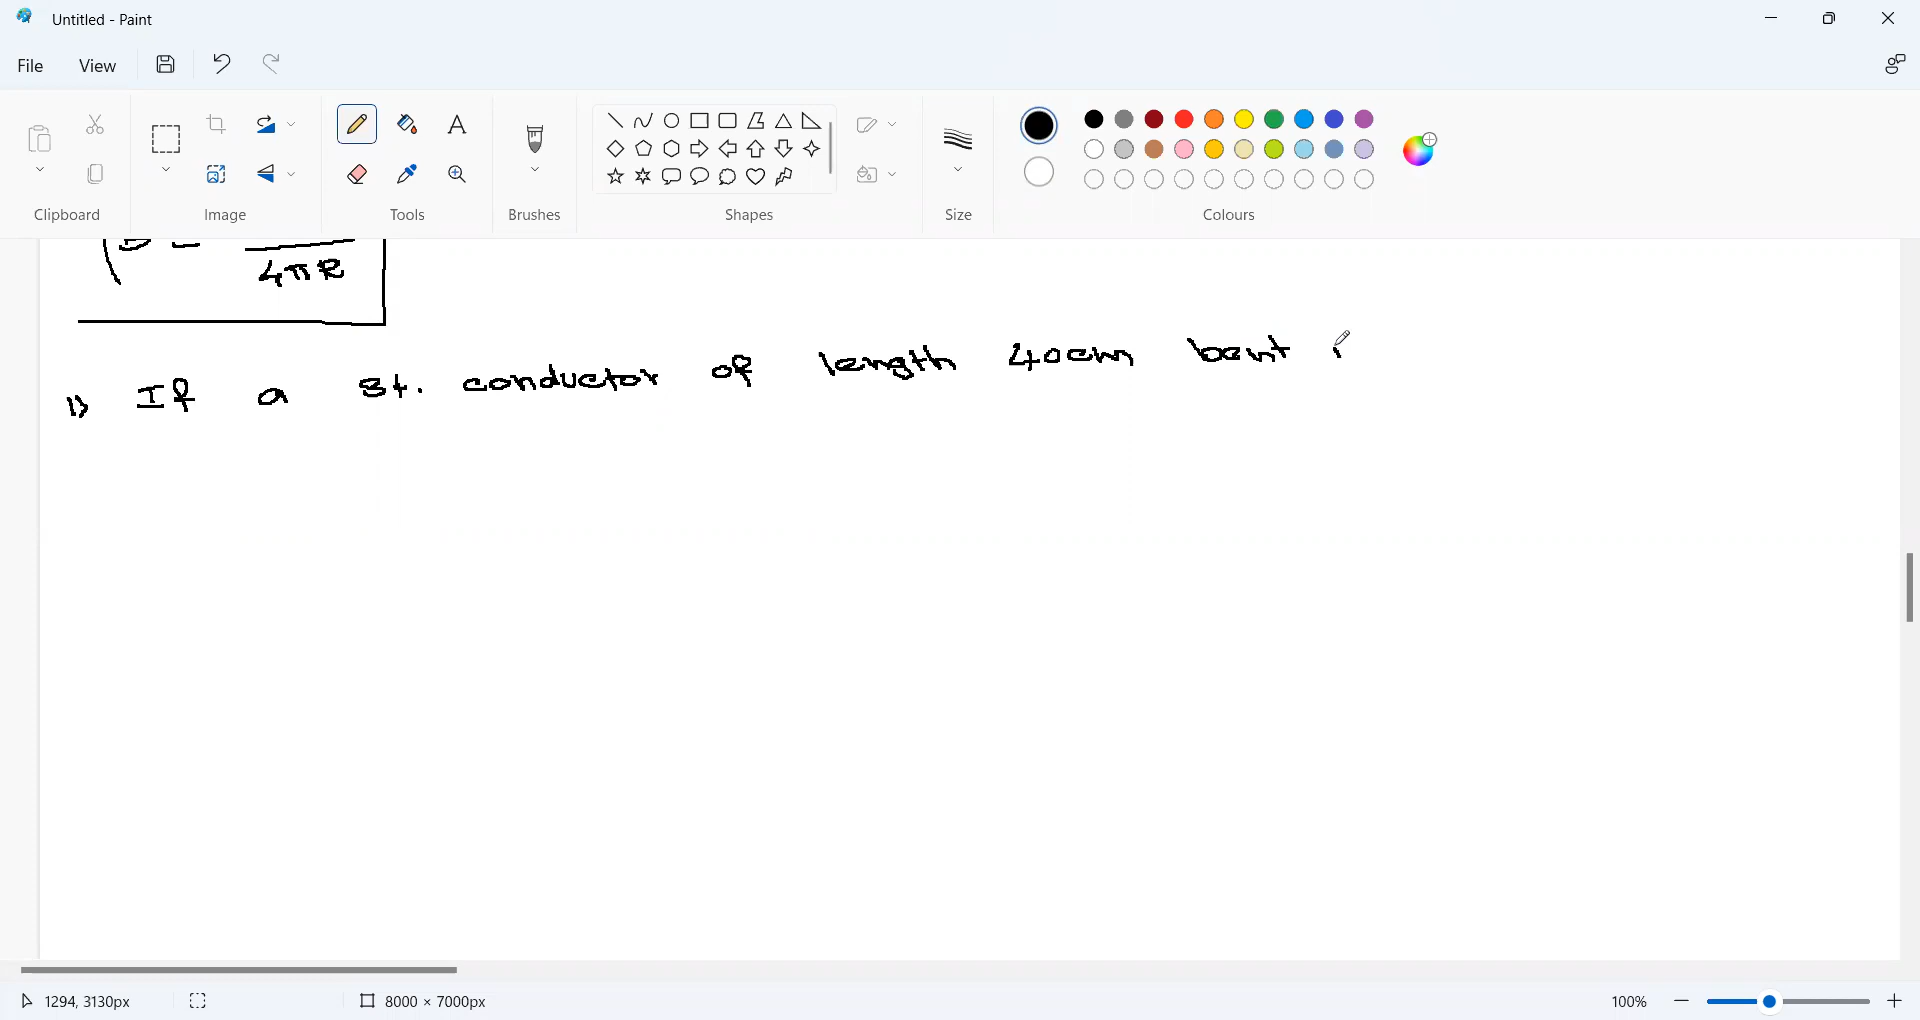 Untitled - Paint
File View
Clipboard
Image
Tools
Brushes
Shapes
Size
Colours
4πR
1) If a st. conductor of length 40cm bent
1294, 3130px
8000 × 7000px
100%